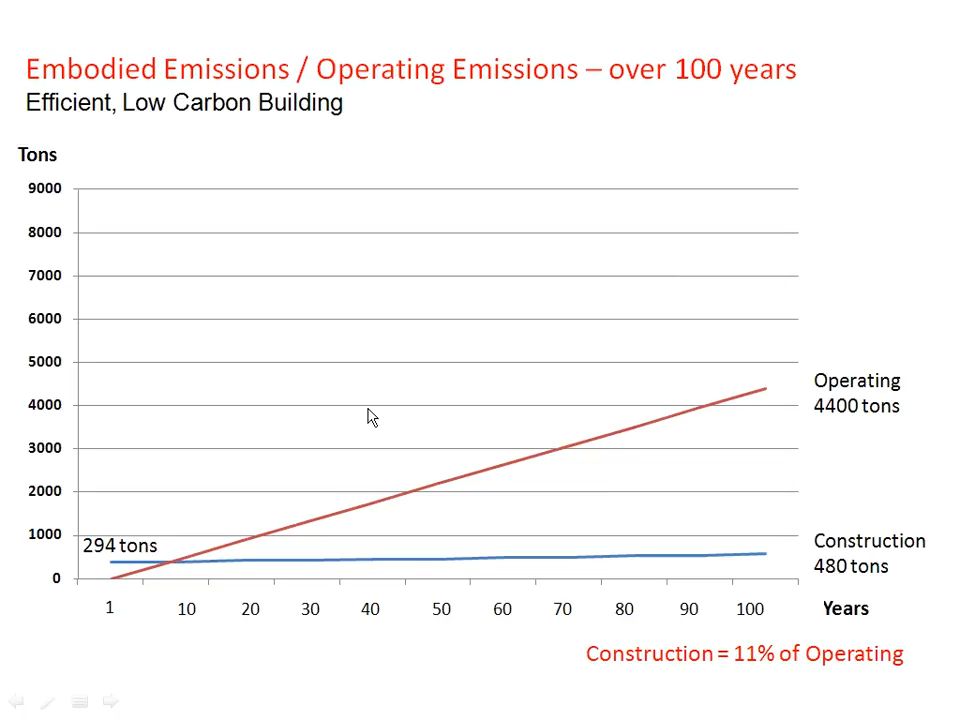 Embodied Emissions / Operating Emissions – over 100 years
Efficient, Low Carbon Building
Tons
9000
8000
7000
6000
5000
4000
3000
2000
1000
0
Operating
4400 tons
294 tons
Construction
480 tons
1 10 20 30 40 50 60 70 80 90 100 Years
Construction = 11% of Operating